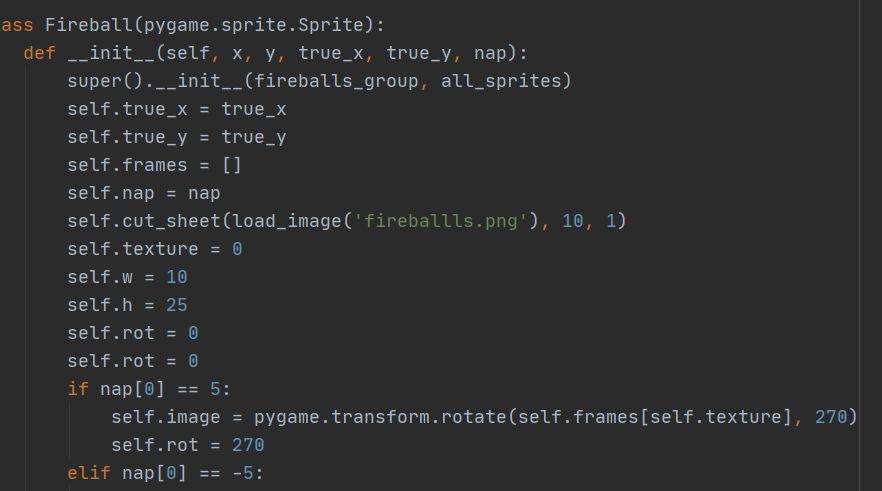 ass Fireball(pygame.sprite.Sprite):
def __init__(self, x, y, true_x, true_y, nap):
super().__init__(fireballs_group, all_sprites)
self.true_x = true_x
self.true_y = true_y
self.frames = []
self.nap = nap
self.cut_sheet(load_image('fireballls.png'), 10, 1)
self.texture = 0
self.w = 10
self.h = 25
self.rot = 0
self.rot = 0
if nap[0] == 5:
self.image = pygame.transform.rotate(self.frames[self.texture], 270)
self.rot = 270
elif nap[0] == -5: